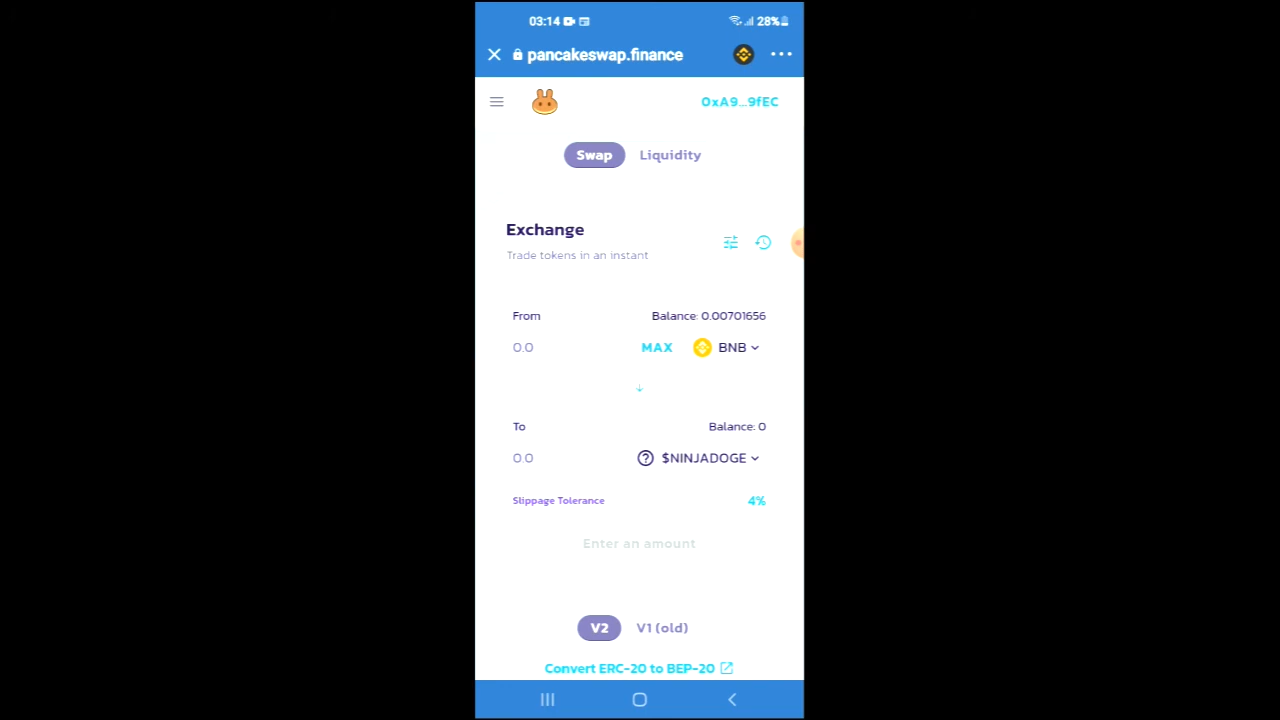 03:14 28%
pancakeswap.finance
0xA9...9fEC
Swap Liquidity
Exchange
Trade tokens in an instant
From Balance: 0.00701656
0.0 MAX BNB
To Balance: 0
0.0 $NINJADOGE
Slippage Tolerance 4%
Enter an amount
V2 V1 (old)
Convert ERC-20 to BEP-20